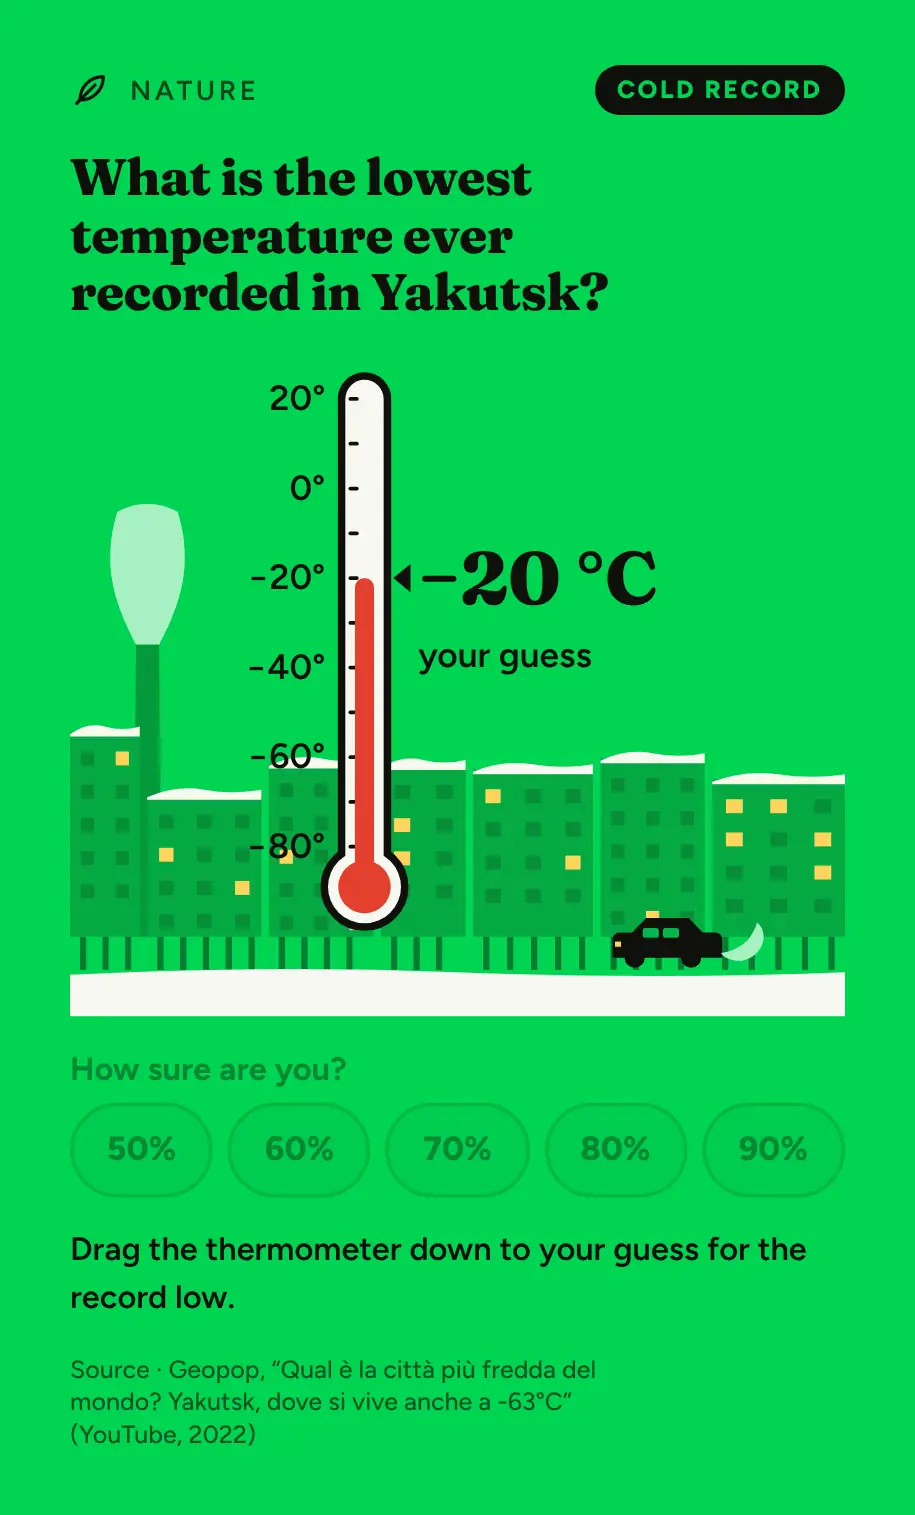 NATURE
COLD RECORD
What is the lowest
temperature ever
recorded in Yakutsk?
20°
0°
−20°
−20 °C
your guess
−40°
−60°
−80°
How sure are you?
50%
60%
70%
80%
90%
Drag the thermometer down to your guess for the
record low.
Source · Geopop, “Qual è la città più fredda del
mondo? Yakutsk, dove si vive anche a -63°C”
(YouTube, 2022)